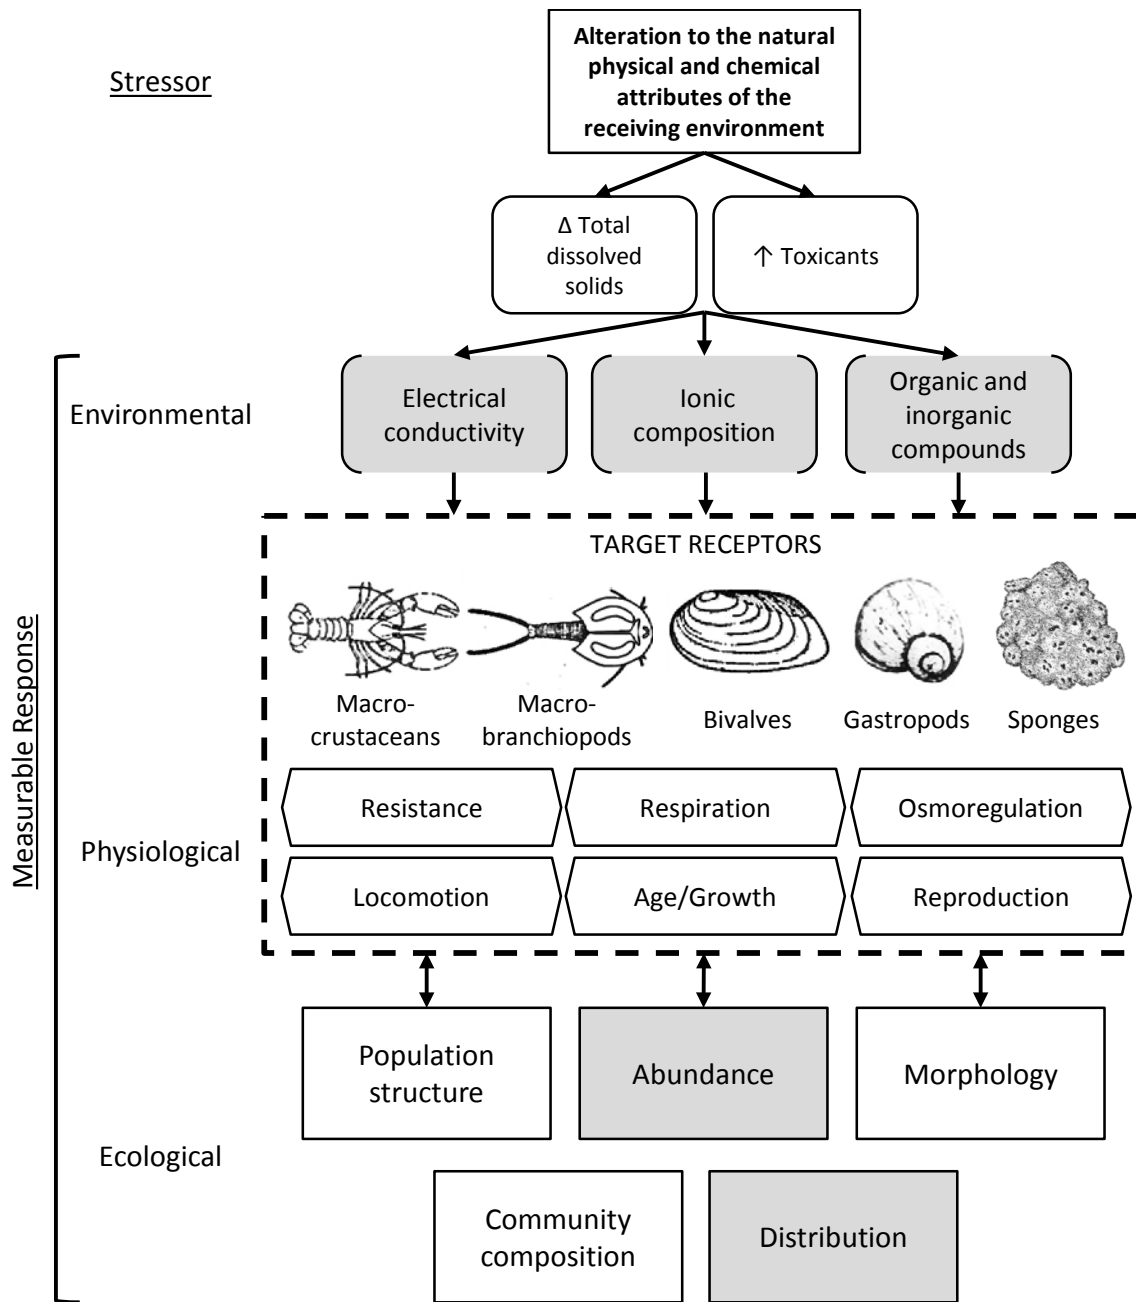 Stressor
Alteration to the natural
physical and chemical
attributes of the
receiving environment
Δ Total
dissolved
solids
↑ Toxicants
Measurable Response
Environmental
Electrical
conductivity
Ionic
composition
Organic and
inorganic
compounds
TARGET RECEPTORS
Macro-
crustaceans
Macro-
branchiopods
Bivalves
Gastropods
Sponges
Physiological
Resistance
Respiration
Osmoregulation
Locomotion
Age/Growth
Reproduction
Ecological
Population
structure
Abundance
Morphology
Community
composition
Distribution